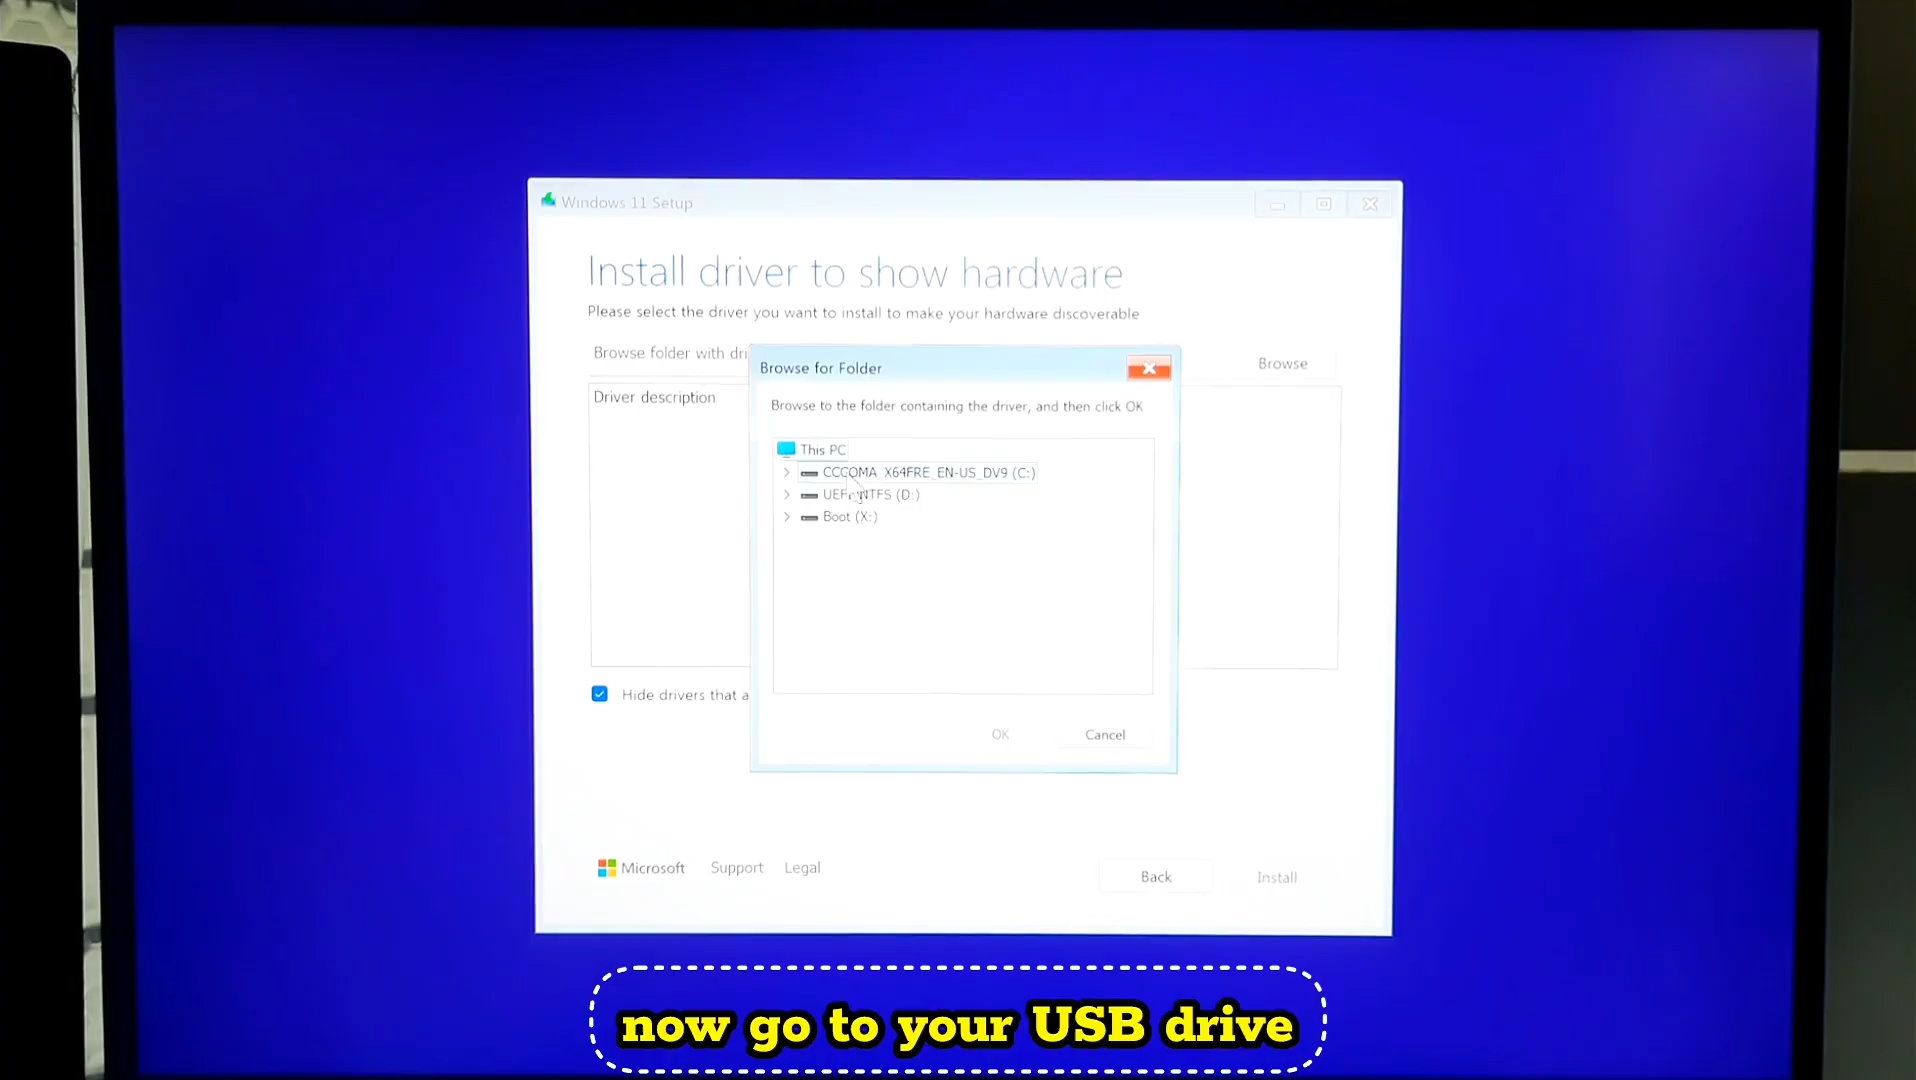 Windows 11 Setup
Install driver to show hardware
Please select the driver you want to install to make your hardware discoverable
Browse folder with dri
Browse
Driver description
Browse for Folder
Browse to the folder containing the driver, and then click OK
This PC
CCCOMA_X64FRE_EN-US_DV9 (C:)
UEFI_NTFS (D:)
Boot (X:)
Hide drivers that a
OK
Cancel
Microsoft
Support
Legal
Back
Install
now go to your USB drive